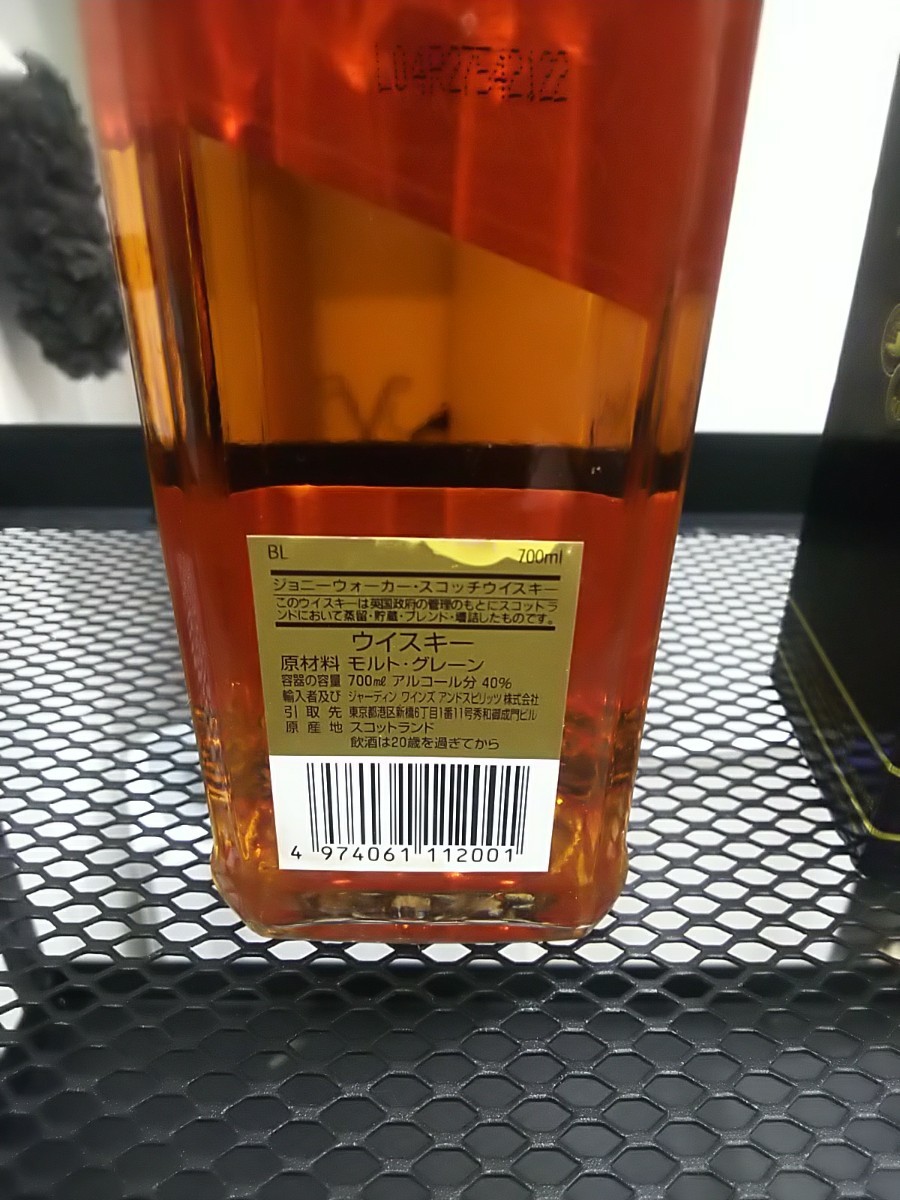 L04R27542122
BL 700ml
ジョニーウォーカー・スコッチウイスキー
このウイスキーは英国政府の管理のもとにスコットラ
ンドにおいて蒸留・貯蔵・ブレンド・壜詰したものです。
ウイスキー
原材料 モルト・グレーン
容器の容量 700㎖ アルコール分 40%
輸入者及び ジャーディン ワインズ アンドスピリッツ 株式会社
引取先 東京都港区新橋6丁目1番11号秀和御成門ビル
原産地 スコットランド
飲酒は20歳を過ぎてから
4 974061 112001